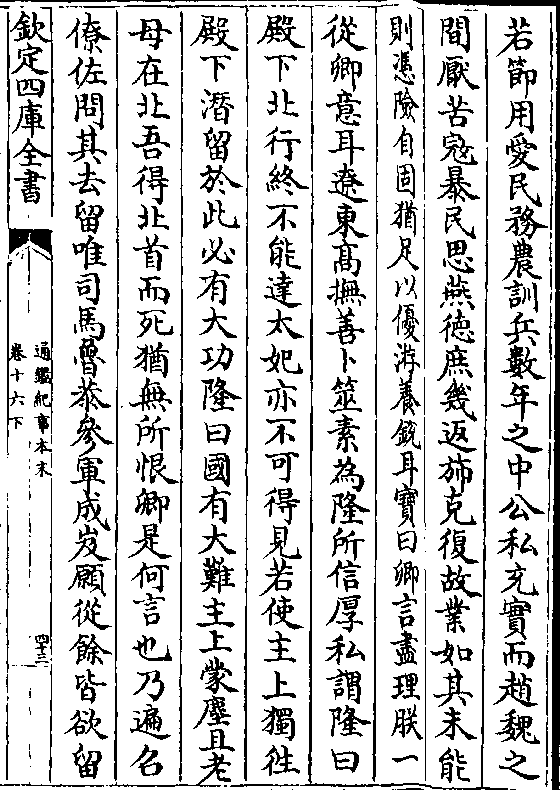 若節用愛民務農訓兵數年之中公私充實而趙魏之
間厭苦寇暴民思燕徳庶幾返斾克復故業如其未能
則憑險自固猶足以優游養銳耳寶曰卿言盡理朕一
從卿意耳遼東髙撫善卜筮素為隆所信厚私謂隆曰
殿下北行終不能達太妃亦不可得見若使主上獨徃
殿下潛留於此必有大功隆曰國有大難主上蒙塵且老
母在北吾得北首而死猶無所恨卿是何言也乃遍召
僚佐問其去留唯司馬魯恭參軍成岌願從餘皆欲留
欽定四庫全書
通鑑紀事本末
卷十六下
四十三